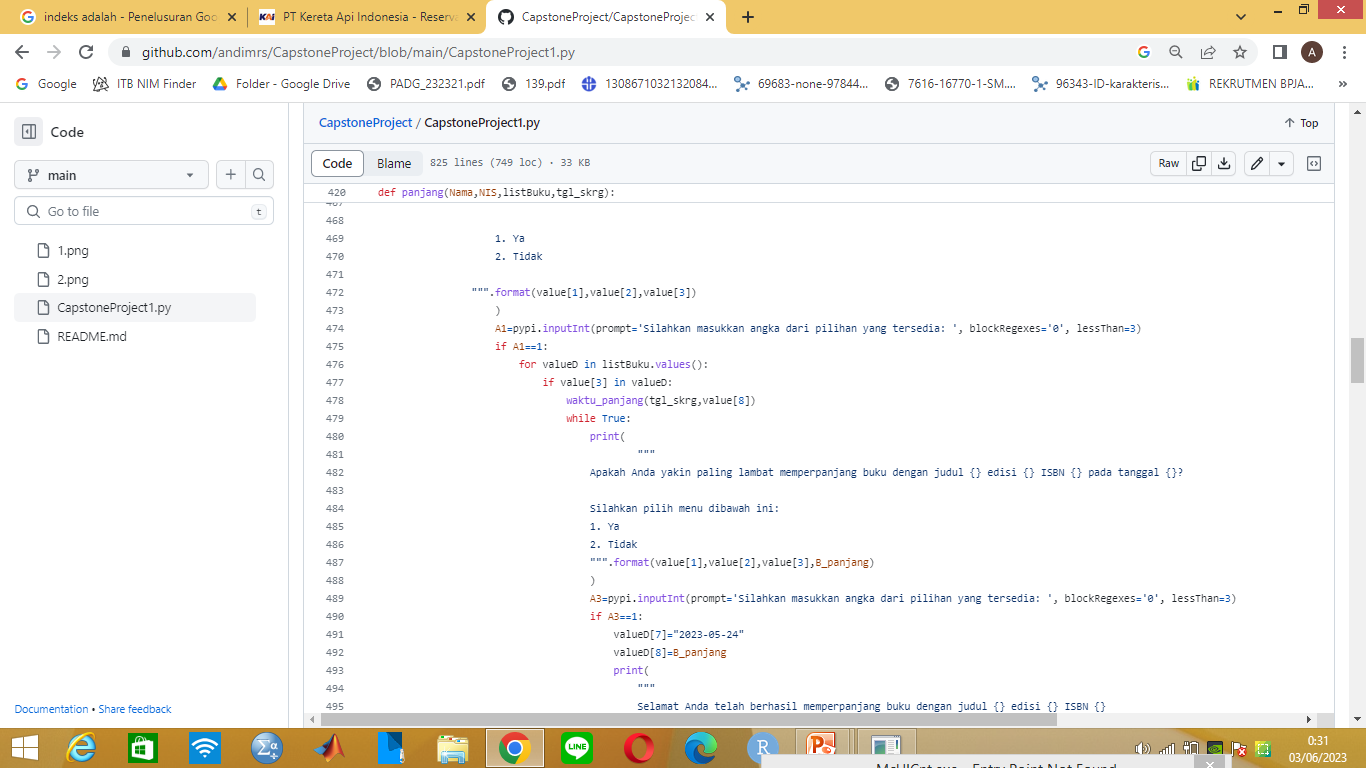 indeks adalah - Penelusuran Goo
PT Kereta Api Indonesia - Reserva
CapstoneProject/CapstoneProjec
github.com/andimrs/CapstoneProject/blob/main/CapstoneProject1.py
A
Google
ITB NIM Finder
Folder - Google Drive
PADG_232321.pdf
139.pdf
1308671032132084...
69683-none-97844...
7616-16770-1-SM....
96343-ID-karakteris...
REKRUTMEN BPJA...
Code
main
Go to file
t
1.png
2.png
CapstoneProject1.py
README.md
Documentation • Share feedback
CapstoneProject / CapstoneProject1.py
Top
Code
Blame
825 lines (749 loc) · 33 KB
Raw
420 def panjang(Nama,NIS,listBuku,tgl_skrg):
467
468
469 1. Ya
470 2. Tidak
471
472 """.format(value[1],value[2],value[3])
473 )
474 A1=pypi.inputInt(prompt='Silahkan masukkan angka dari pilihan yang tersedia: ', blockRegexes='0', lessThan=3)
475 if A1==1:
476 for valueD in listBuku.values():
477 if value[3] in valueD:
478 waktu_panjang(tgl_skrg,value[8])
479 while True:
480 print(
481 """
482 Apakah Anda yakin paling lambat memperpanjang buku dengan judul {} edisi {} ISBN {} pada tanggal {}?
483
484 Silahkan pilih menu dibawah ini:
485 1. Ya
486 2. Tidak
487 """.format(value[1],value[2],value[3],B_panjang)
488 )
489 A3=pypi.inputInt(prompt='Silahkan masukkan angka dari pilihan yang tersedia: ', blockRegexes='0', lessThan=3)
490 if A3==1:
491 valueD[7]="2023-05-24"
492 valueD[8]=B_panjang
493 print(
494 """
495 Selamat Anda telah berhasil memperpanjang buku dengan judul {} edisi {} ISBN {}
LINE
R
0:31
03/06/2023